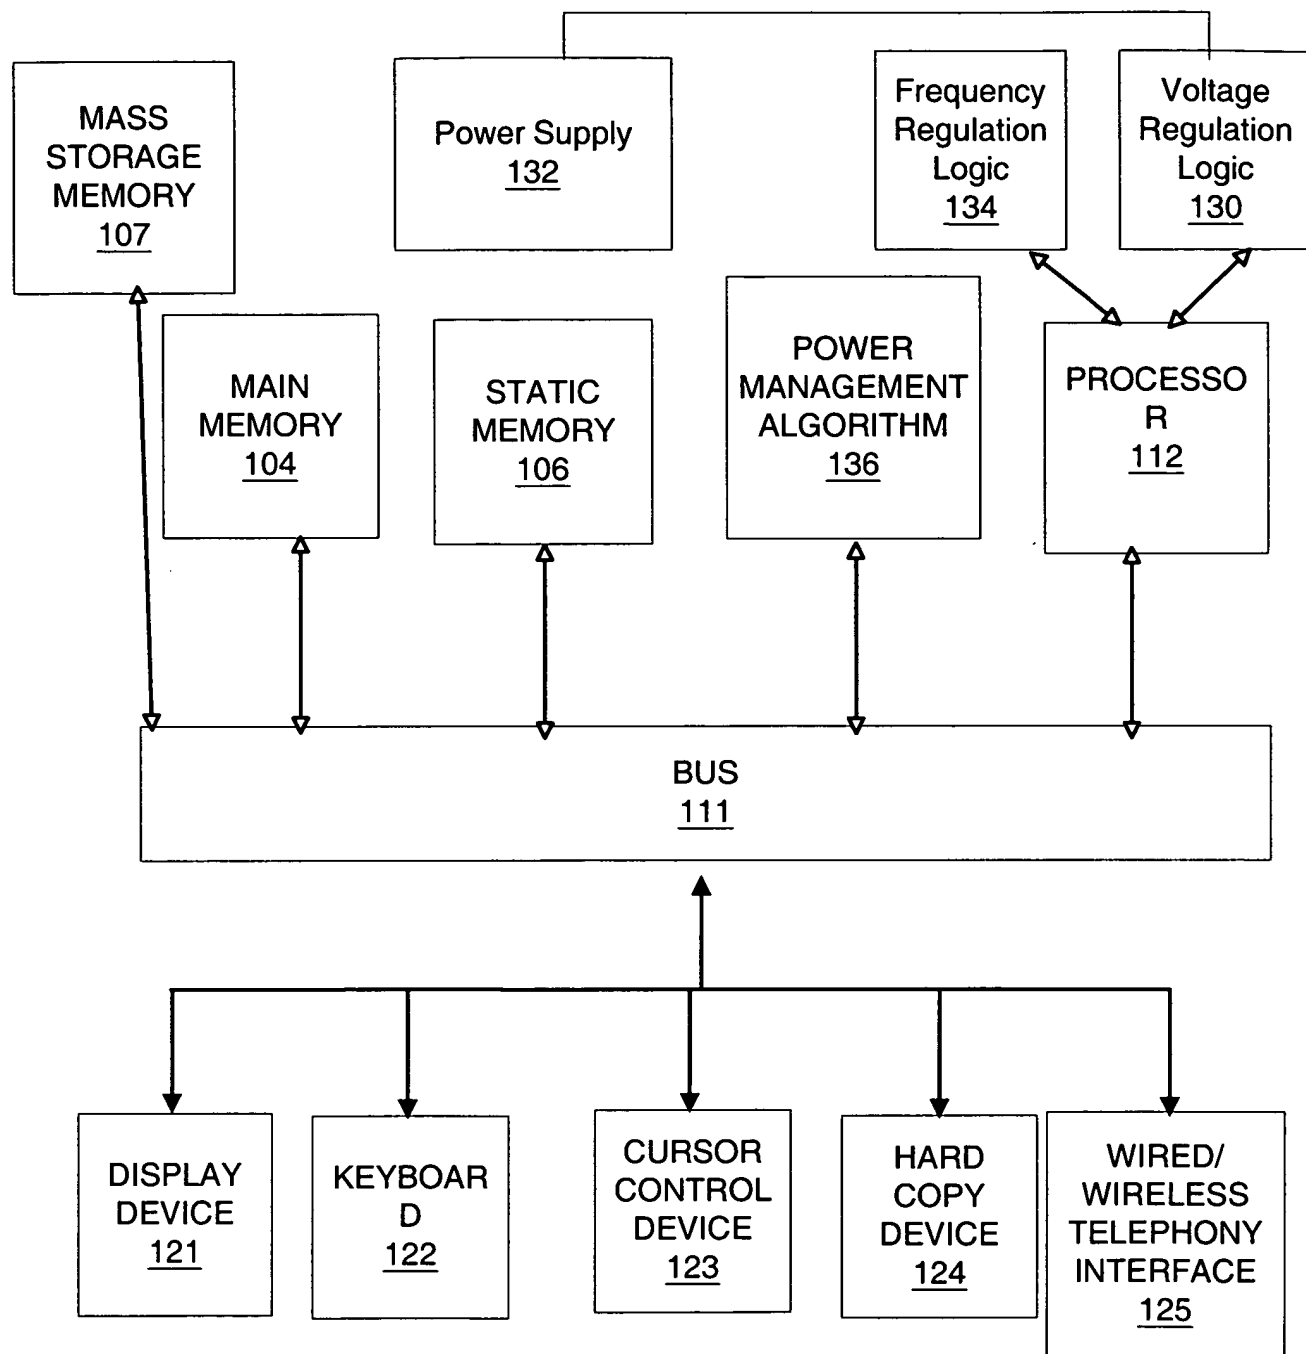 MASS
STORAGE
MEMORY
107
Power Supply
132
Frequency
Regulation
Logic
134
Voltage
Regulation
Logic
130
MAIN
MEMORY
104
STATIC
MEMORY
106
POWER
MANAGEMENT
ALGORITHM
136
PROCESSO
R
112
BUS
111
DISPLAY
DEVICE
121
KEYBOAR
D
122
CURSOR
CONTROL
DEVICE
123
HARD
COPY
DEVICE
124
WIRED/
WIRELESS
TELEPHONY
INTERFACE
125